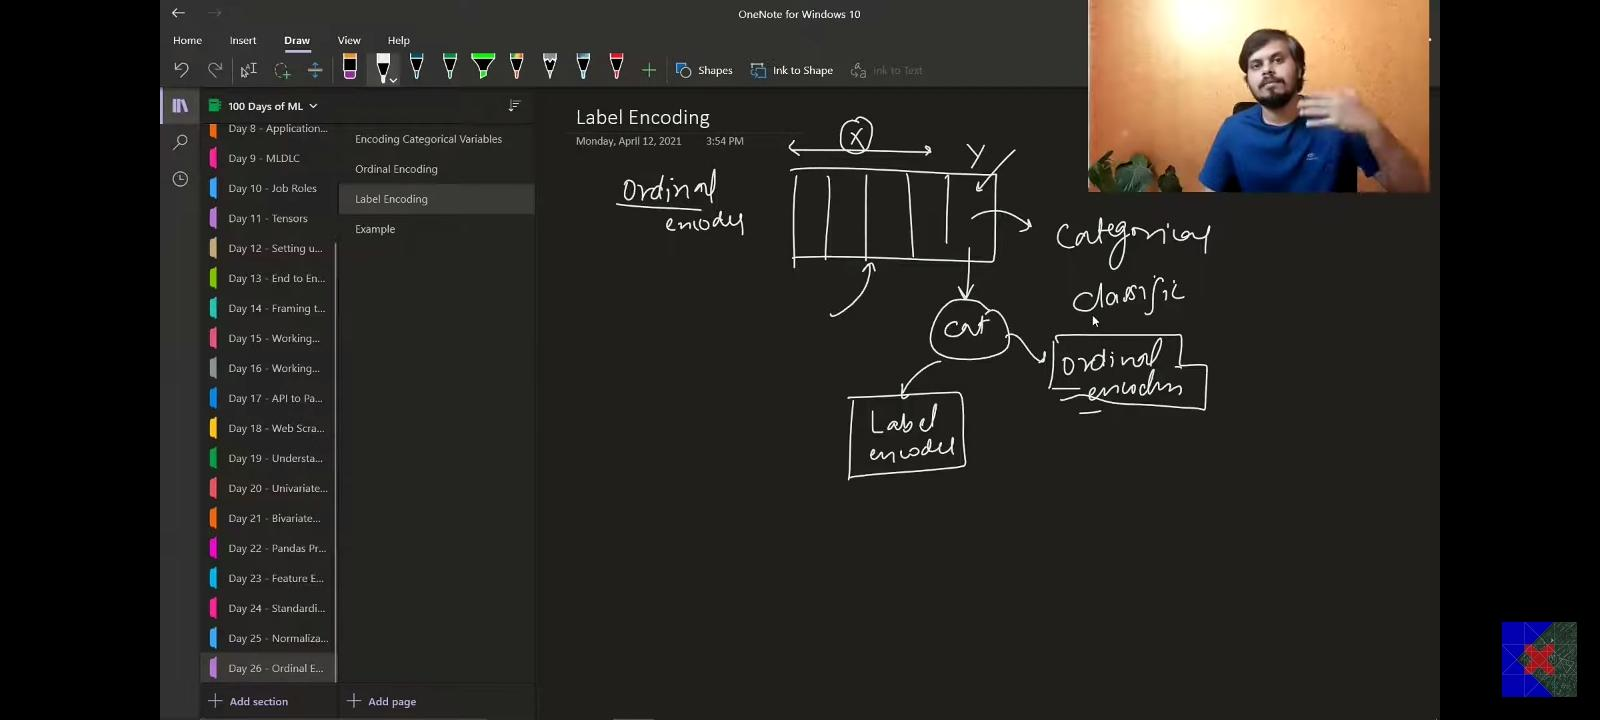 OneNote for Windows 10
Home Insert Draw View Help
Shapes Ink to Shape Ink to Text
100 Days of ML
Day 8 - Application...
Day 9 - MLDLC
Day 10 - Job Roles
Day 11 - Tensors
Day 12 - Setting u...
Day 13 - End to En...
Day 14 - Framing t...
Day 15 - Working...
Day 16 - Working...
Day 17 - API to Pa...
Day 18 - Web Scra...
Day 19 - Understa...
Day 20 - Univariate...
Day 21 - Bivariate...
Day 22 - Pandas Pr...
Day 23 - Feature E...
Day 24 - Standardi...
Day 25 - Normaliza...
Day 26 - Ordinal E...
Add section
Encoding Categorical Variables
Ordinal Encoding
Label Encoding
Example
Add page
Label Encoding
Monday, April 12, 2021 3:54 PM
X
Y
Ordinal
encoder
Categorical
classific
cat
Ordinal
encoders
Label
encoder